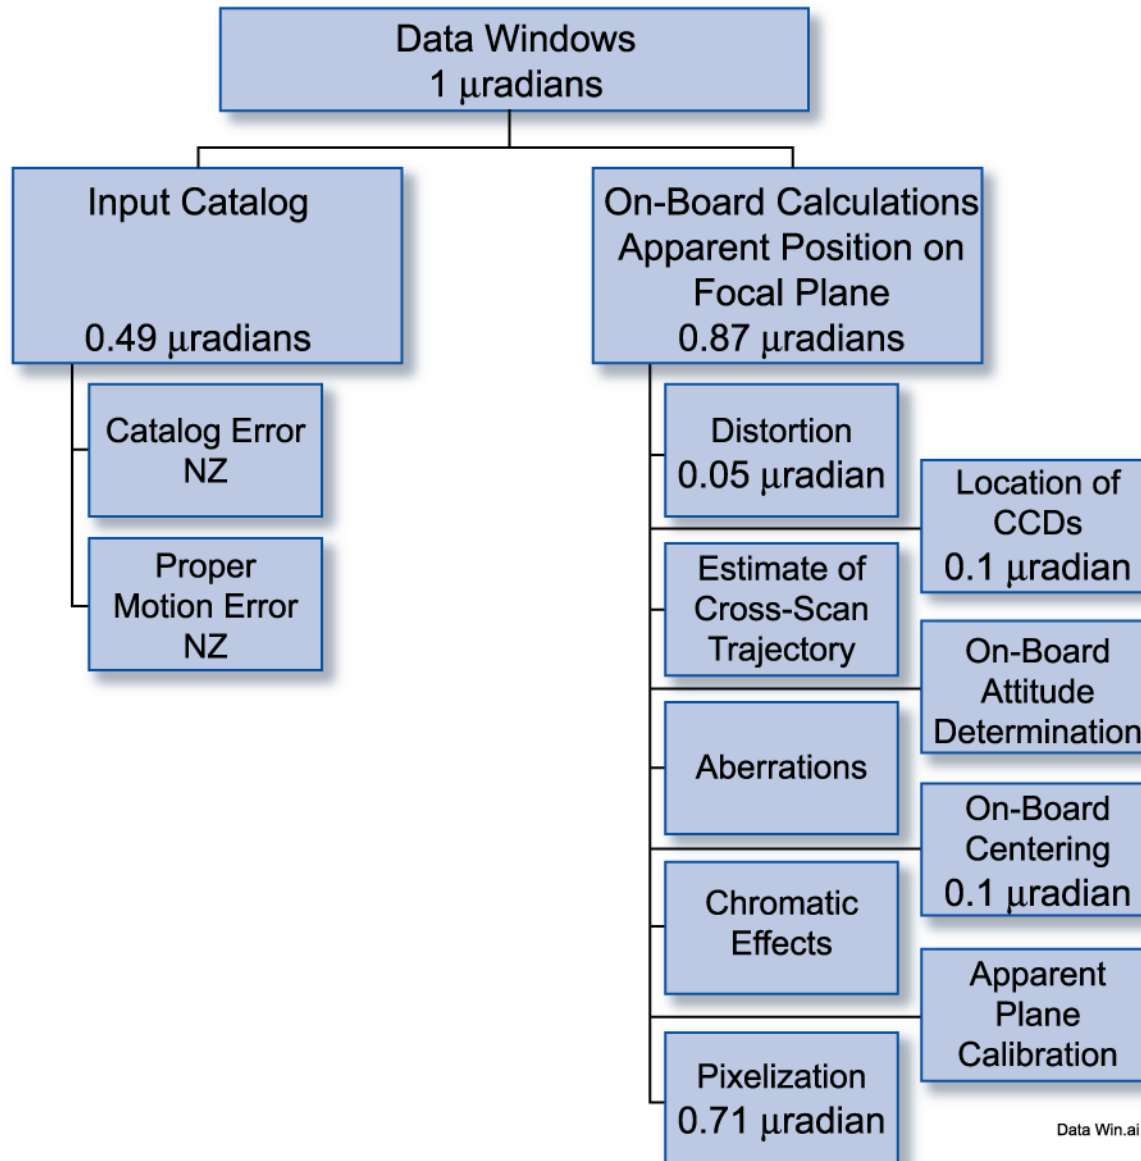 Data Windows
1 μradians
Input Catalog
0.49 μradians
On-Board Calculations
Apparent Position on
Focal Plane
0.87 μradians
Catalog Error
NZ
Proper
Motion Error
NZ
Distortion
0.05 μradian
Location of
CCDs
0.1 μradian
Estimate of
Cross-Scan
Trajectory
On-Board
Attitude
Determination
Aberrations
On-Board
Centering
0.1 μradian
Chromatic
Effects
Apparent
Plane
Calibration
Pixelization
0.71 μradian
Data Win.ai